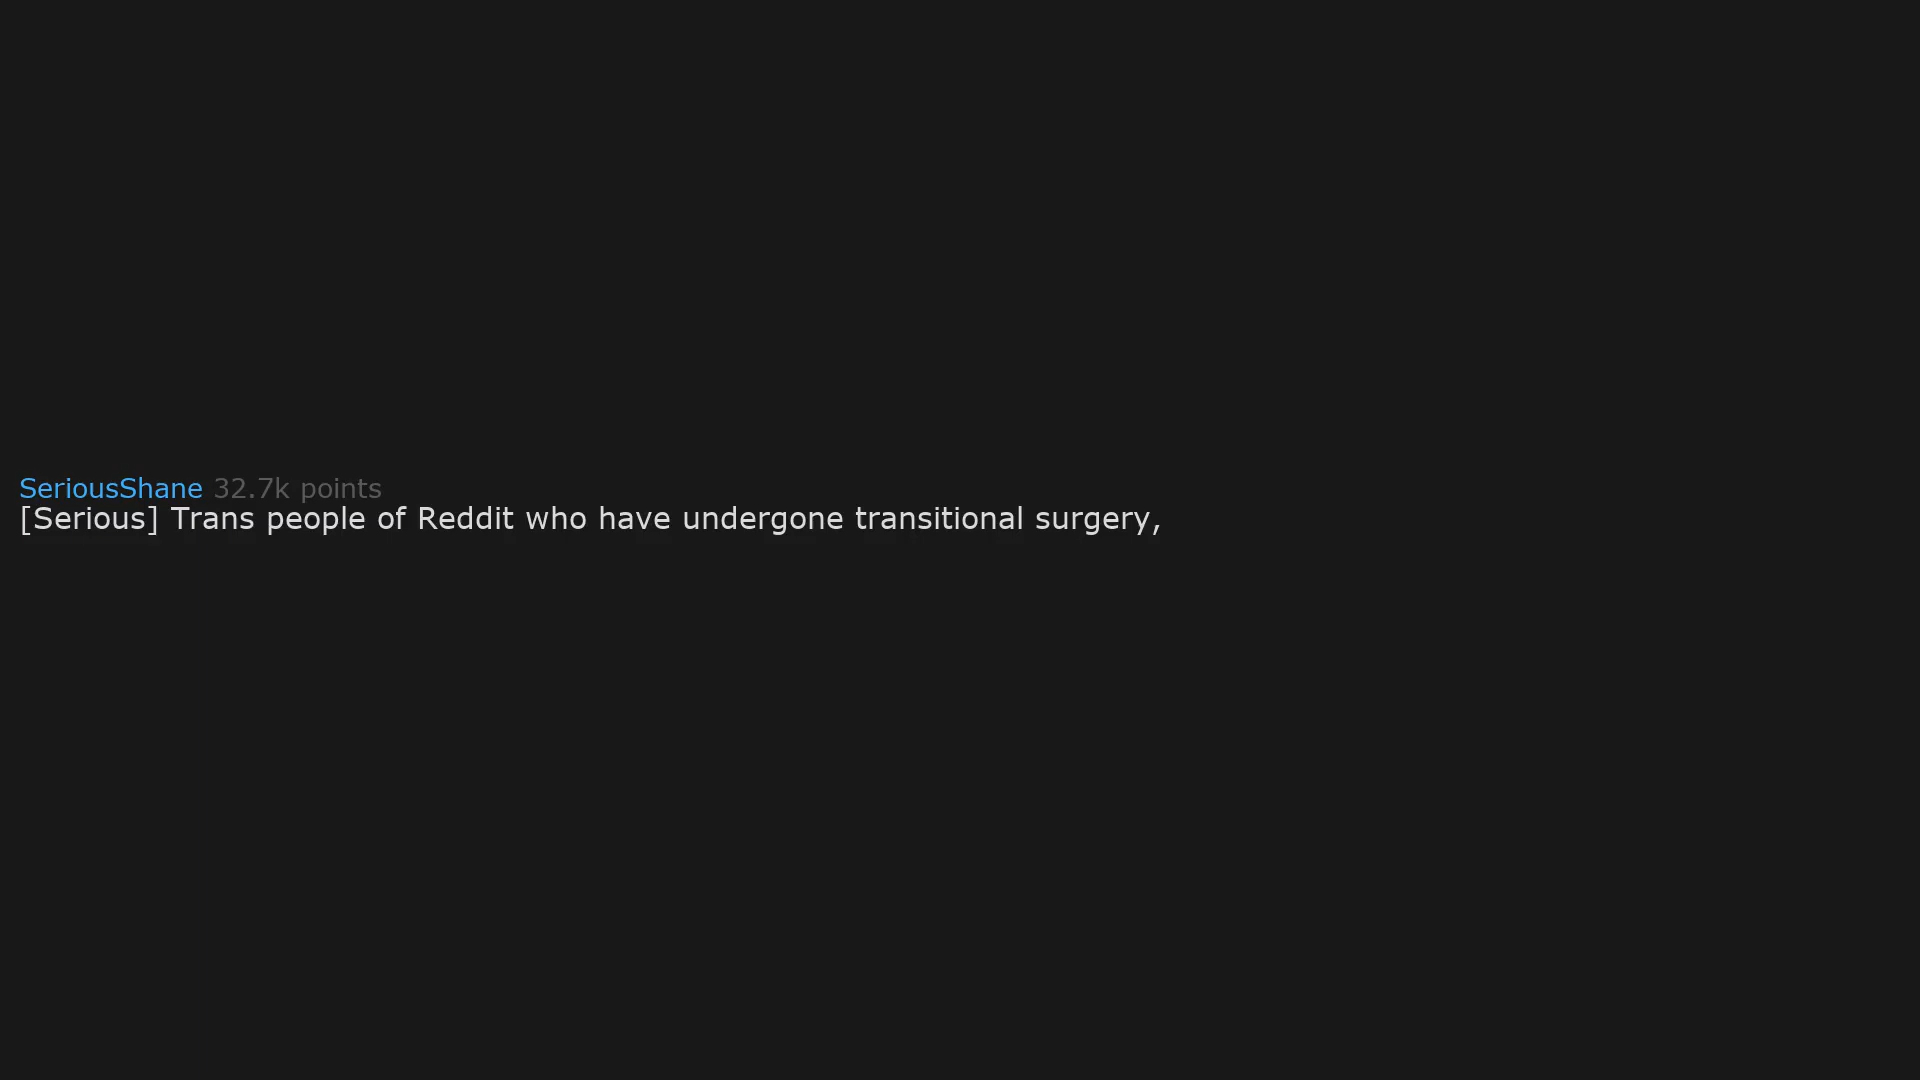 SeriousShane 32.7k points
[Serious] Trans people of Reddit who have undergone transitional surgery,